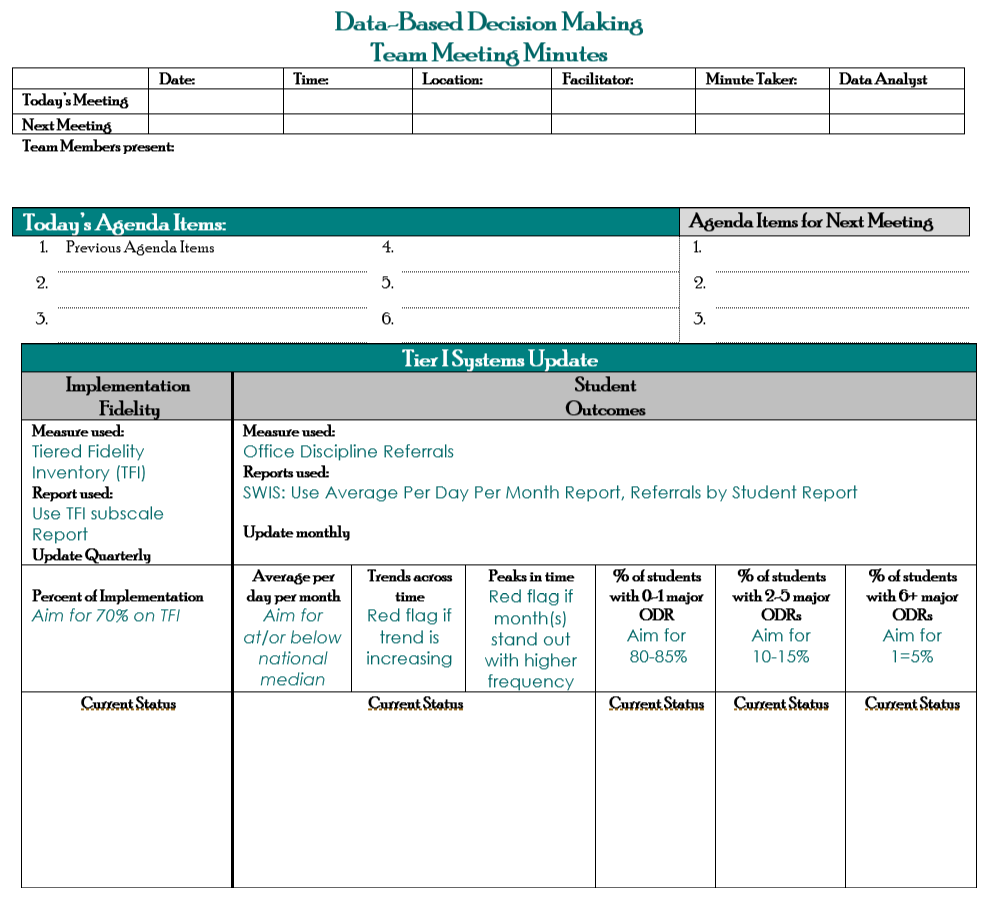 Data-Based Decision Making
Team Meeting Minutes
Date: Time: Location: Facilitator: Minute Taker: Data Analyst
Today's Meeting
Next Meeting
Team Members present:
Today's Agenda Items:
Agenda Items for Next Meeting
1. Previous Agenda Items
2.
3.
4.
5.
6.
1.
2.
3.
Tier I Systems Update
Implementation
Fidelity
Student
Outcomes
Measure used:
Tiered Fidelity
Inventory (TFI)
Report used:
Use TFI subscale
Report
Update Quarterly
Measure used:
Office Discipline Referrals
Reports used:
SWIS: Use Average Per Day Per Month Report, Referrals by Student Report
Update monthly
Percent of Implementation
Aim for 70% on TFI
Average per
day per month
Aim for
at/or below
national
median
Trends across
time
Red flag if
trend is
increasing
Peaks in time
Red flag if
month(s)
stand out
with higher
frequency
% of students
with 0-1 major
ODR
Aim for
80-85%
% of students
with 2-5 major
ODRs
Aim for
10-15%
% of students
with 6+ major
ODRs
Aim for
1=5%
Current Status
Current Status
Current Status
Current Status
Current Status